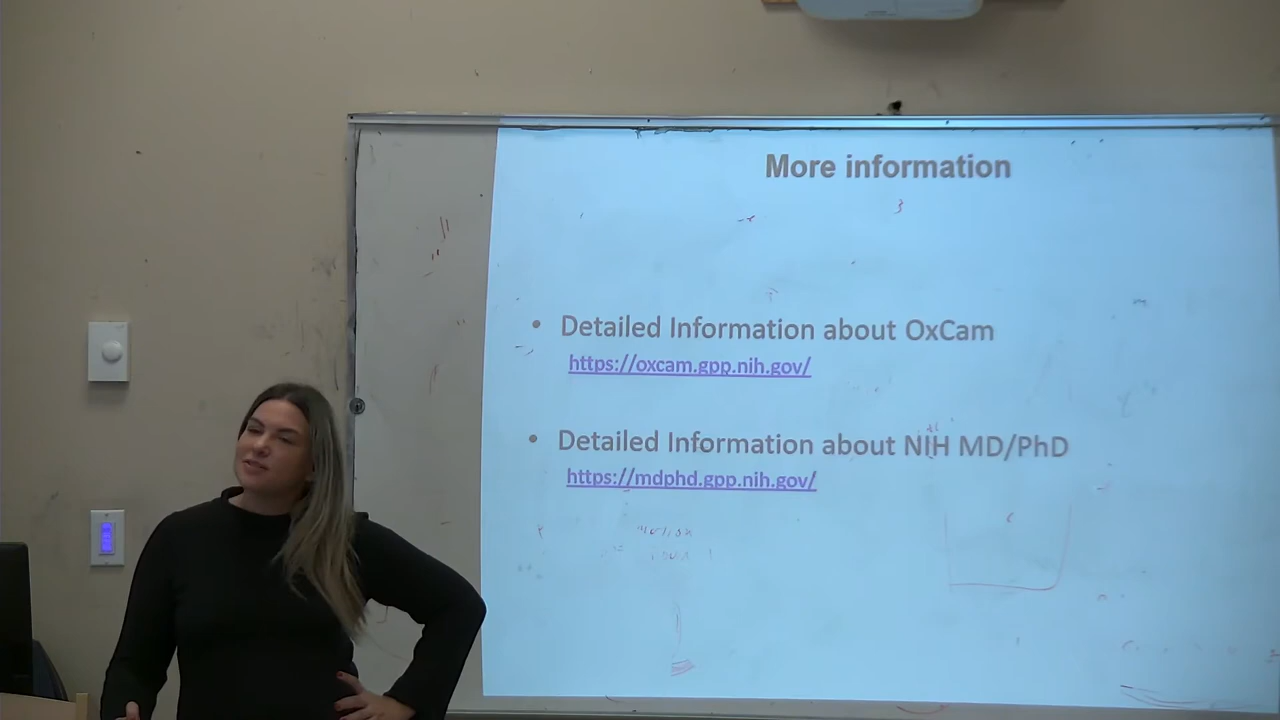 More information
• Detailed Information about OxCam
https://oxcam.gpp.nih.gov/
• Detailed Information about NIH MD/PhD
https://mdphd.gpp.nih.gov/